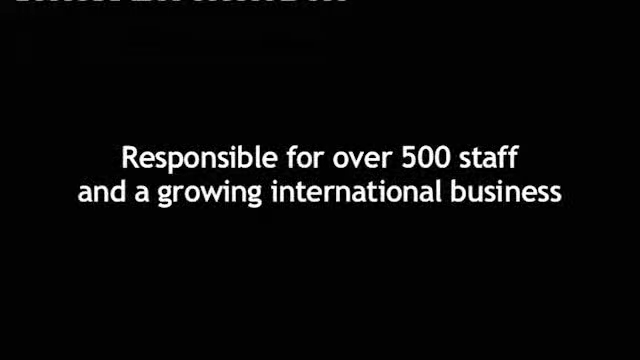 Responsible for over 500 staff
and a growing international business